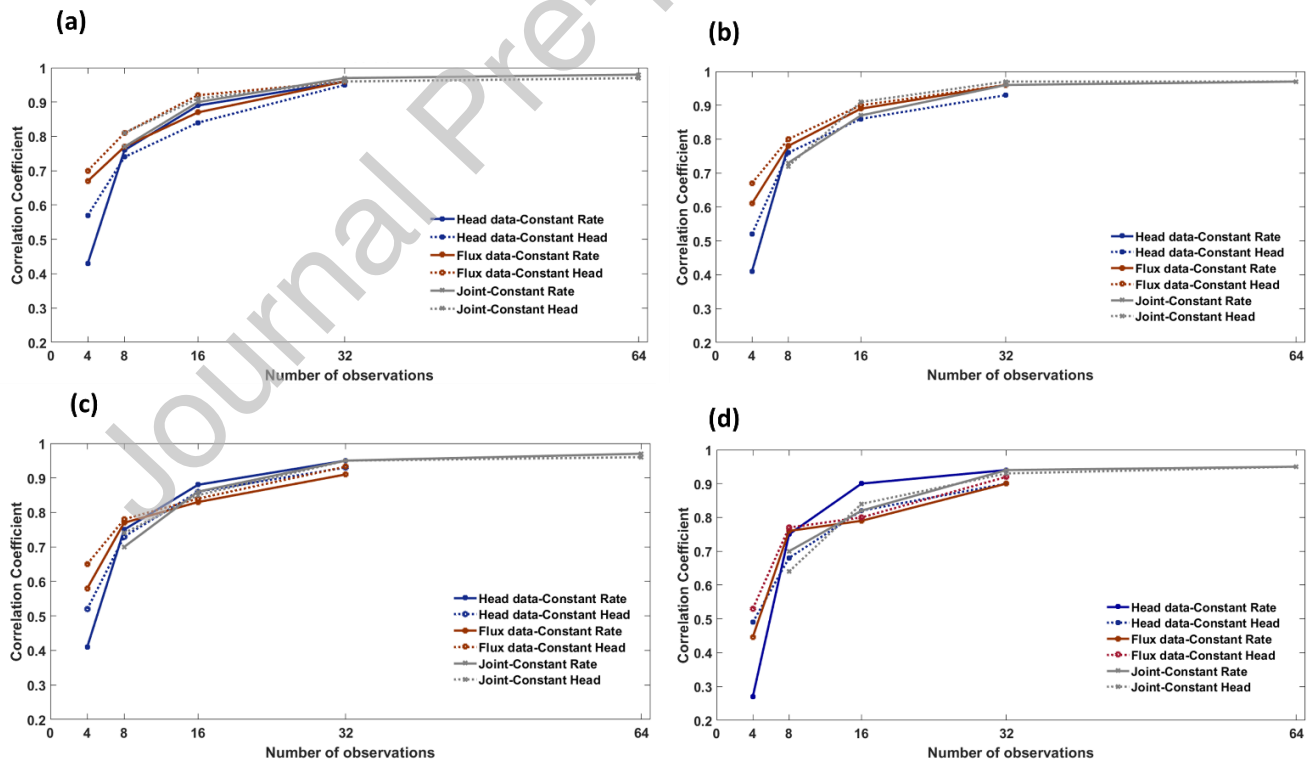 (a)
1
0.9
0.8
0.7
0.6
0.5
0.4
0.3
0.2
Correlation Coefficient
Head data-Constant Rate
Head data-Constant Head
Flux data-Constant Rate
Flux data-Constant Head
Joint-Constant Rate
Joint-Constant Head
0 4 8 16 32 64
Number of observations
(b)
1
0.9
0.8
0.7
0.6
0.5
0.4
0.3
0.2
Correlation Coefficient
Head data-Constant Rate
Head data-Constant Head
Flux data-Constant Rate
Flux data-Constant Head
Joint-Constant Rate
Joint-Constant Head
0 4 8 16 32 64
Number of observations
(c)
1
0.9
0.8
0.7
0.6
0.5
0.4
0.3
0.2
Correlation Coefficient
Head data-Constant Rate
Head data-Constant Head
Flux data-Constant Rate
Flux data-Constant Head
Joint-Constant Rate
Joint-Constant Head
0 4 8 16 32 64
Number of observations
(d)
1
0.9
0.8
0.7
0.6
0.5
0.4
0.3
0.2
Correlation Coefficient
Head data-Constant Rate
Head data-Constant Head
Flux data-Constant Rate
Flux data-Constant Head
Joint-Constant Rate
Joint-Constant Head
0 4 8 16 32 64
Number of observations
Journal Pre-